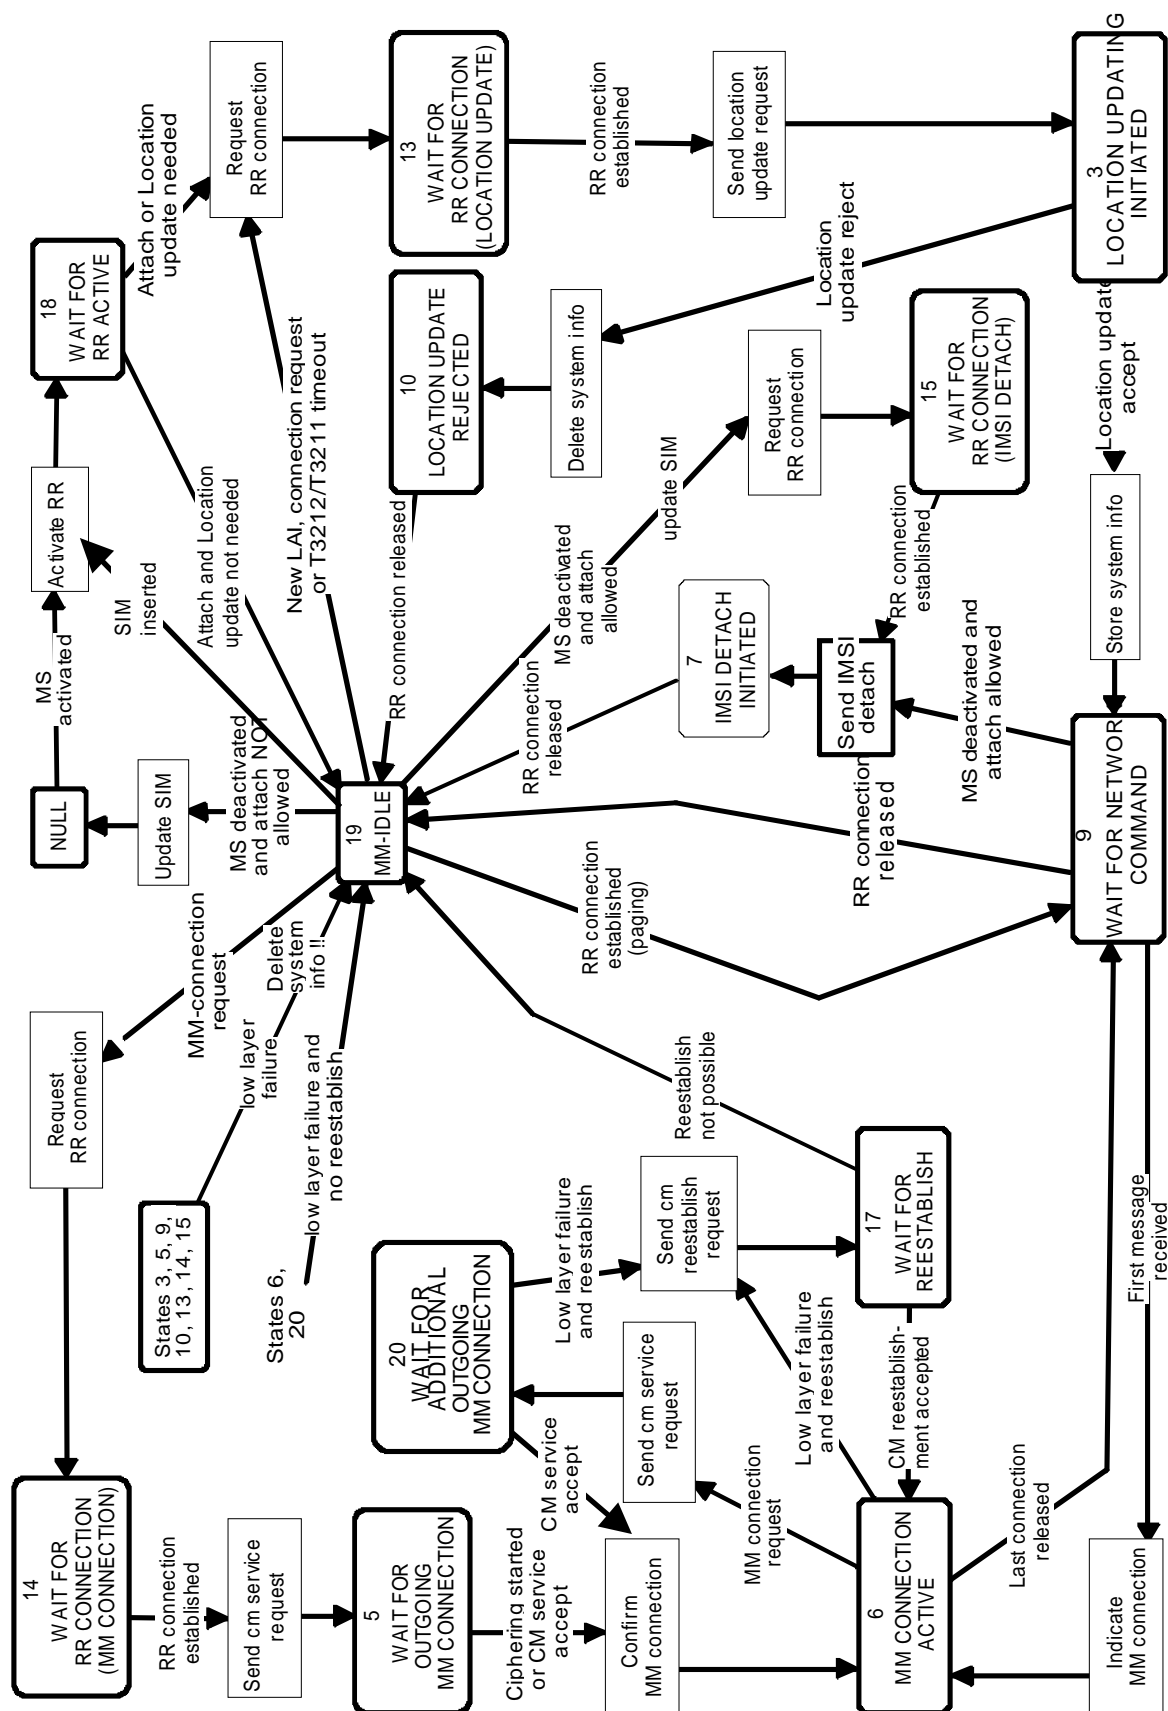 14
WAIT FOR
RR CONNECTION
(MM CONNECTION)
Request
RR connection
NULL
MS
activated
Activate RR
18
WAIT FOR
RR ACTIVE
Attach or Location
update needed
RR connection
established
States 3, 5, 9,
10, 13, 14, 15
MM-connection
request
Update SIM
SIM
inserted
Attach and Location
update not needed
Request
RR connection
Send cm service
request
low layer
failure
Delete
system
info !!
MS deactivated
and attach NOT
allowed
New LAI, connection request
or T3212/T3211 timeout
States 6,
20
low layer failure and
no reestablish
5
WAIT FOR
OUTGOING
MM CONNECTION
20
WAIT FOR
ADDITIONAL
OUTGOING
MM CONNECTION
19
MM-IDLE
RR connection released
10
LOCATION UPDATE
REJECTED
13
WAIT FOR
RR CONNECTION
(LOCATION UPDATE)
Ciphering started
or CM service
accept
CM service
accept
Low layer failure
and reestablish
RR connection
released
MS deactivated
and attach
allowed
update SIM
Delete system info
RR connection
established
Confirm
MM connection
Send cm service
request
Send cm
reestablish
request
RR connection
established
(paging)
7
IMSI DETACH
INITIATED
Request
RR connection
Send location
update request
MM connection
request
Low layer failure
and reestablish
Reestablish
not possible
Send IMSI
detach
Location
update reject
6
MM CONNECTION
ACTIVE
CM reestablish-
ment accepted
17
WAIT FOR
REESTABLISH
RR connection
released
RR connection
established
15
WAIT FOR
RR CONNECTION
(IMSI DETACH)
Last connection
released
MS deactivated and
attach allowed
Indicate
MM connection
First message
received
9
WAIT FOR NETWOR
COMMAND
Store system info
Location update
accept
3
LOCATION UPDATING
INITIATED